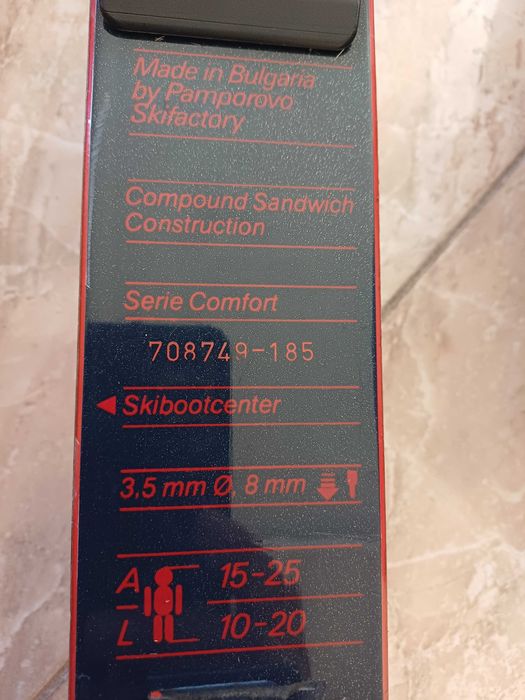 Made in Bulgaria
by Pamporovo
Skifactory
Compound Sandwich
Construction
Serie Comfort
708749-185
Skibootcenter
3,5 mm Ø, 8 mm
A 15-25
L 10-20